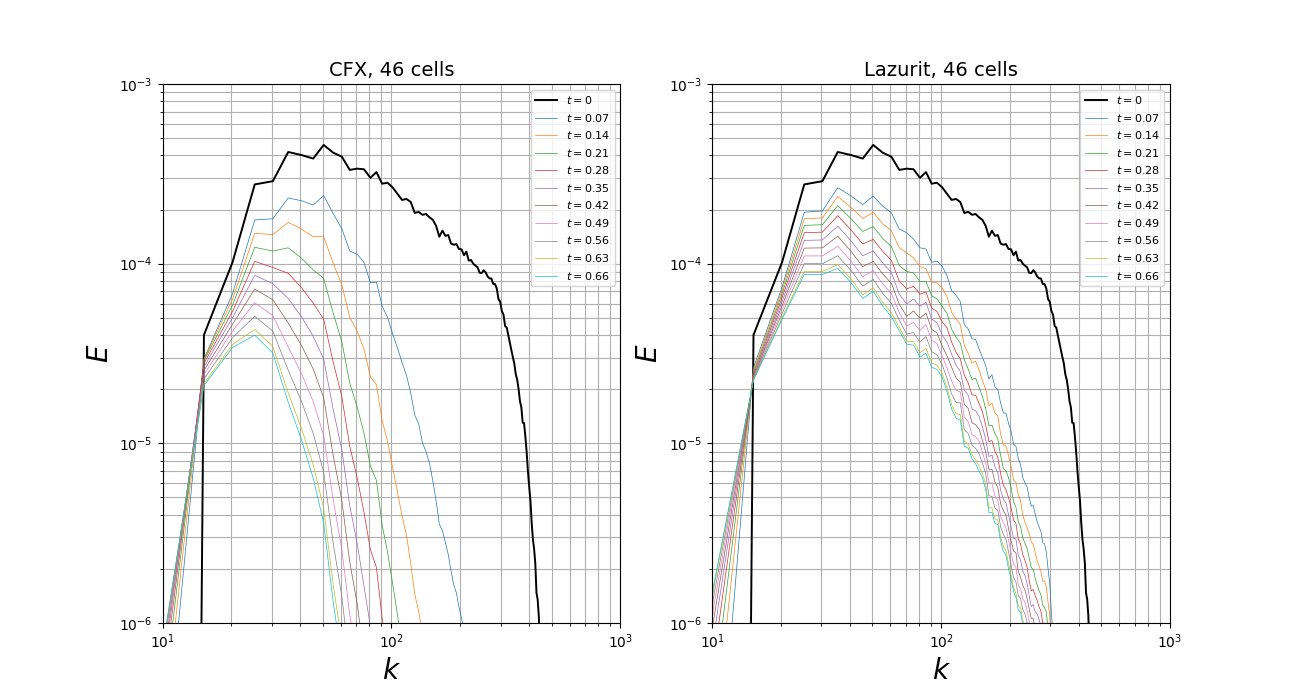 CFX, 46 cells
10⁻³
10⁻⁴
10⁻⁵
10⁻⁶
E
10¹
10²
10³
k
t = 0
t = 0.07
t = 0.14
t = 0.21
t = 0.28
t = 0.35
t = 0.42
t = 0.49
t = 0.56
t = 0.63
t = 0.66
Lazurit, 46 cells
10⁻³
10⁻⁴
10⁻⁵
10⁻⁶
E
10¹
10²
10³
k
t = 0
t = 0.07
t = 0.14
t = 0.21
t = 0.28
t = 0.35
t = 0.42
t = 0.49
t = 0.56
t = 0.63
t = 0.66